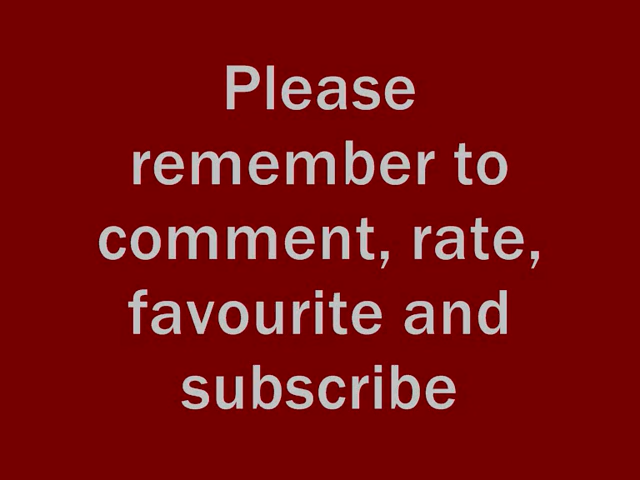 Please
remember to
comment, rate,
favourite and
subscribe